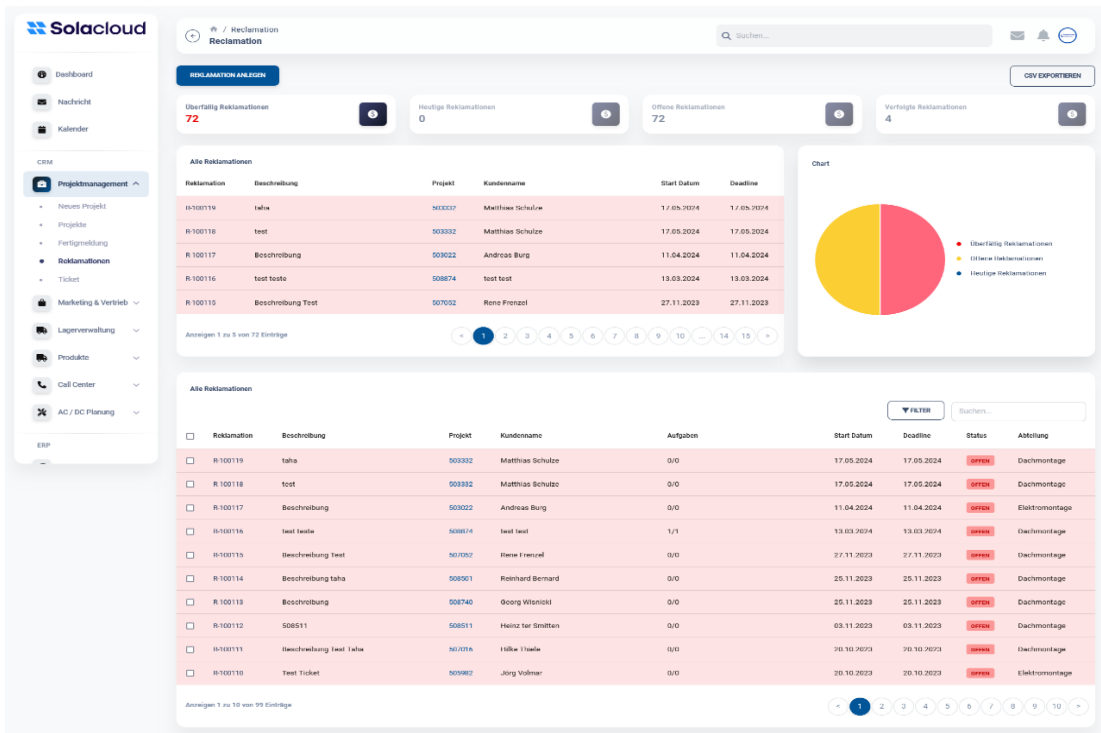 Solacloud
Dashboard
Nachricht
Kalender
CRM
Projektmanagement
Neues Projekt
Projekte
Fertigmeldung
Reklamationen
Ticket
Marketing & Vertrieb
Lagerverwaltung
Produkte
Call Center
AC / DC Planung
ERP
/ Reclamation
Reclamation
Suchen...
REKLAMATION ANLEGEN
CSV EXPORTIEREN
Überfällig Reklamationen
72
Heutige Reklamationen
0
Offene Reklamationen
72
Verfolgte Reklamationen
4
Alle Reklamationen
Reklamation Beschreibung Projekt Kundenname Start Datum Deadline
R-100119 taha 503332 Matthias Schulze 17.05.2024 17.05.2024
R-100118 test 503332 Matthias Schulze 17.05.2024 17.05.2024
R-100117 Beschreibung 503022 Andreas Burg 11.04.2024 11.04.2024
R-100116 test teste 508874 test test 13.03.2024 13.03.2024
R-100115 Beschreibung Test 507052 Rene Frenzel 27.11.2023 27.11.2023
Anzeigen 1 zu 5 von 72 Einträge
< 1 2 3 4 5 6 7 8 9 10 ... 14 15 >
Chart
Überfällig Reklamationen
Offene Reklamationen
Heutige Reklamationen
Alle Reklamationen
FILTER
Suchen...
Reklamation Beschreibung Projekt Kundenname Aufgaben Start Datum Deadline Status Abteilung
R-100119 taha 503332 Matthias Schulze 0/0 17.05.2024 17.05.2024 OFFEN Dachmontage
R-100118 test 503332 Matthias Schulze 0/0 17.05.2024 17.05.2024 OFFEN Dachmontage
R-100117 Beschreibung 503022 Andreas Burg 0/0 11.04.2024 11.04.2024 OFFEN Elektromontage
R-100116 test teste 508874 test test 1/1 13.03.2024 13.03.2024 OFFEN Dachmontage
R-100115 Beschreibung Test 507052 Rene Frenzel 0/0 27.11.2023 27.11.2023 OFFEN Dachmontage
R-100114 Beschreibung taha 508501 Reinhard Bernard 0/0 25.11.2023 25.11.2023 OFFEN Dachmontage
R-100113 Beschreibung 508740 Georg Wisnicki 0/0 25.11.2023 25.11.2023 OFFEN Dachmontage
R-100112 508511 508511 Heinz ter Smitten 0/0 03.11.2023 03.11.2023 OFFEN Dachmontage
R-100111 Beschreibung Test Taha 507016 Hilke Thiele 0/0 20.10.2023 20.10.2023 OFFEN Dachmontage
R-100110 Test Ticket 505982 Jörg Volmar 0/0 20.10.2023 20.10.2023 OFFEN Elektromontage
Anzeigen 1 zu 10 von 99 Einträge
< 1 2 3 4 5 6 7 8 9 10 >